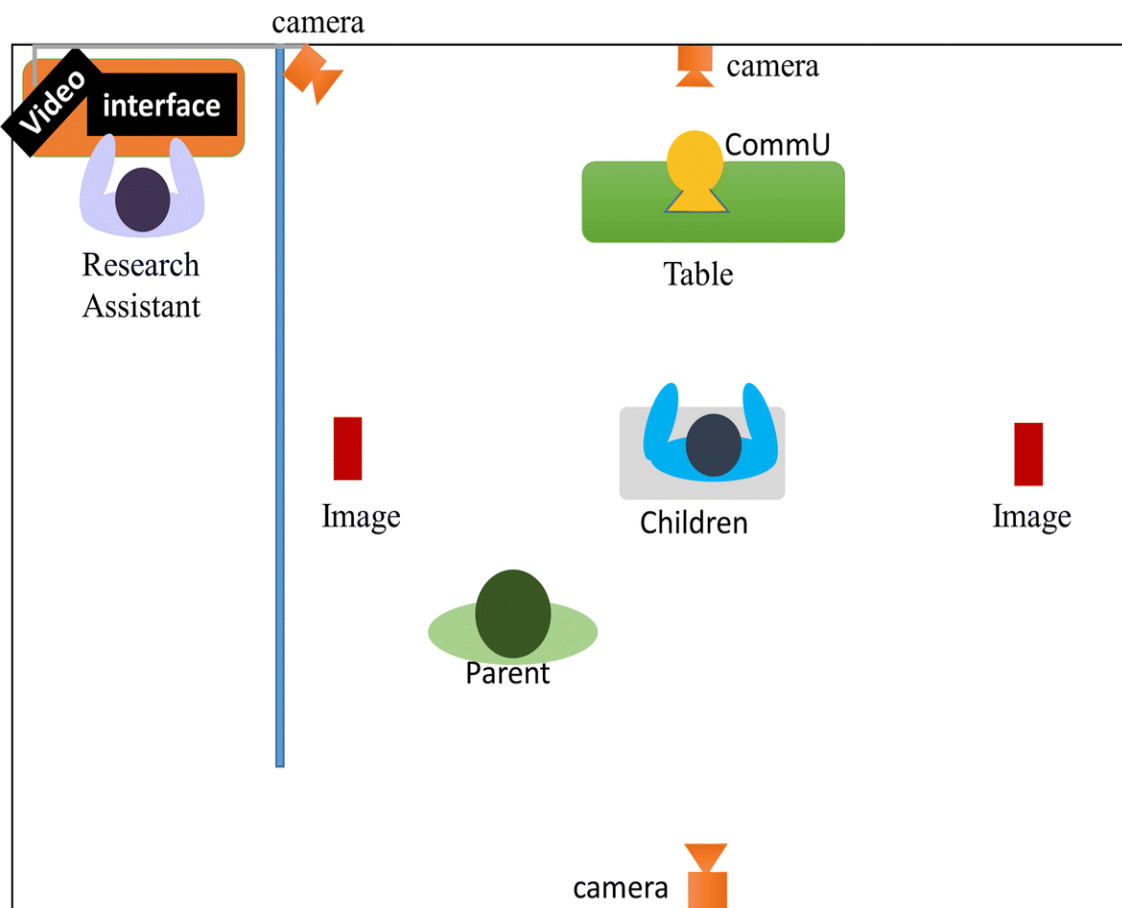 camera
camera
Video
interface
CommU
Research
Assistant
Table
Image
Children
Image
Parent
camera